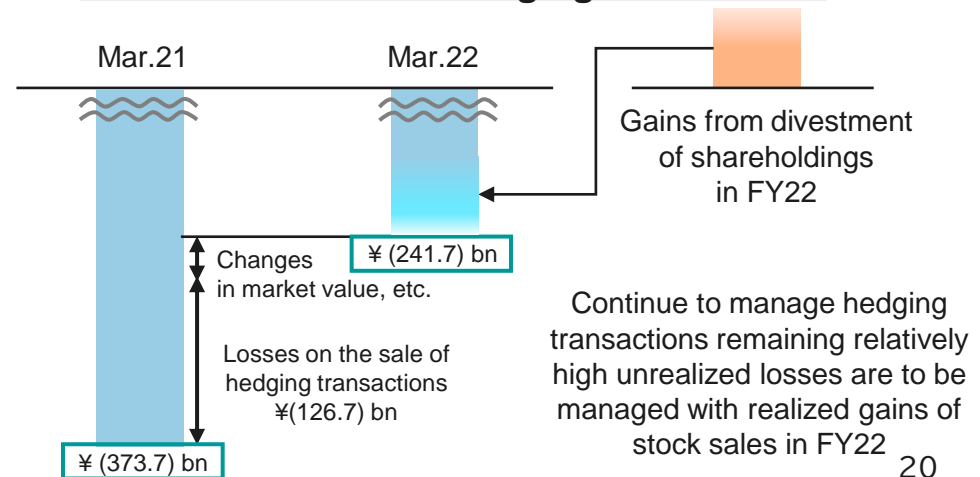 Mar.21
Mar.22
Gains from divestment
of shareholdings
in FY22
¥ (241.7) bn
Changes
in market value, etc.
Losses on the sale of
hedging transactions
¥(126.7) bn
¥ (373.7) bn
Continue to manage hedging
transactions remaining relatively
high unrealized losses are to be
managed with realized gains of
stock sales in FY22
20